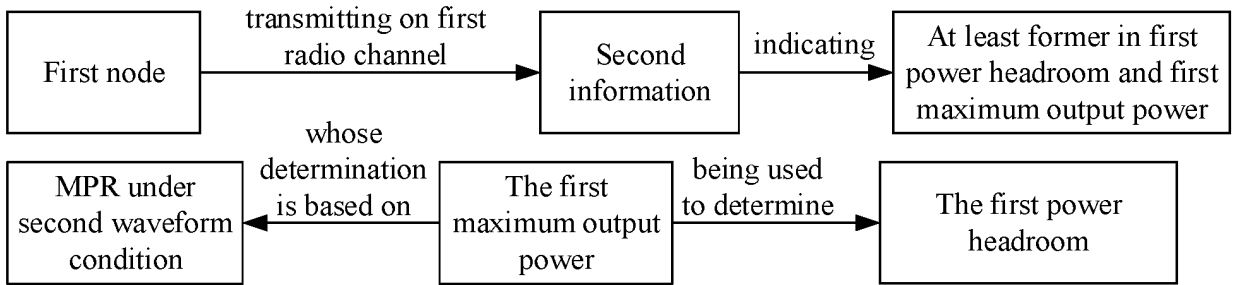 First node
transmitting on first
radio channel
Second
information
indicating
At least former in first
power headroom and first
maximum output power
MPR under
second waveform
condition
whose
determination
is based on
The first
maximum output
power
being used
to determine
The first power
headroom